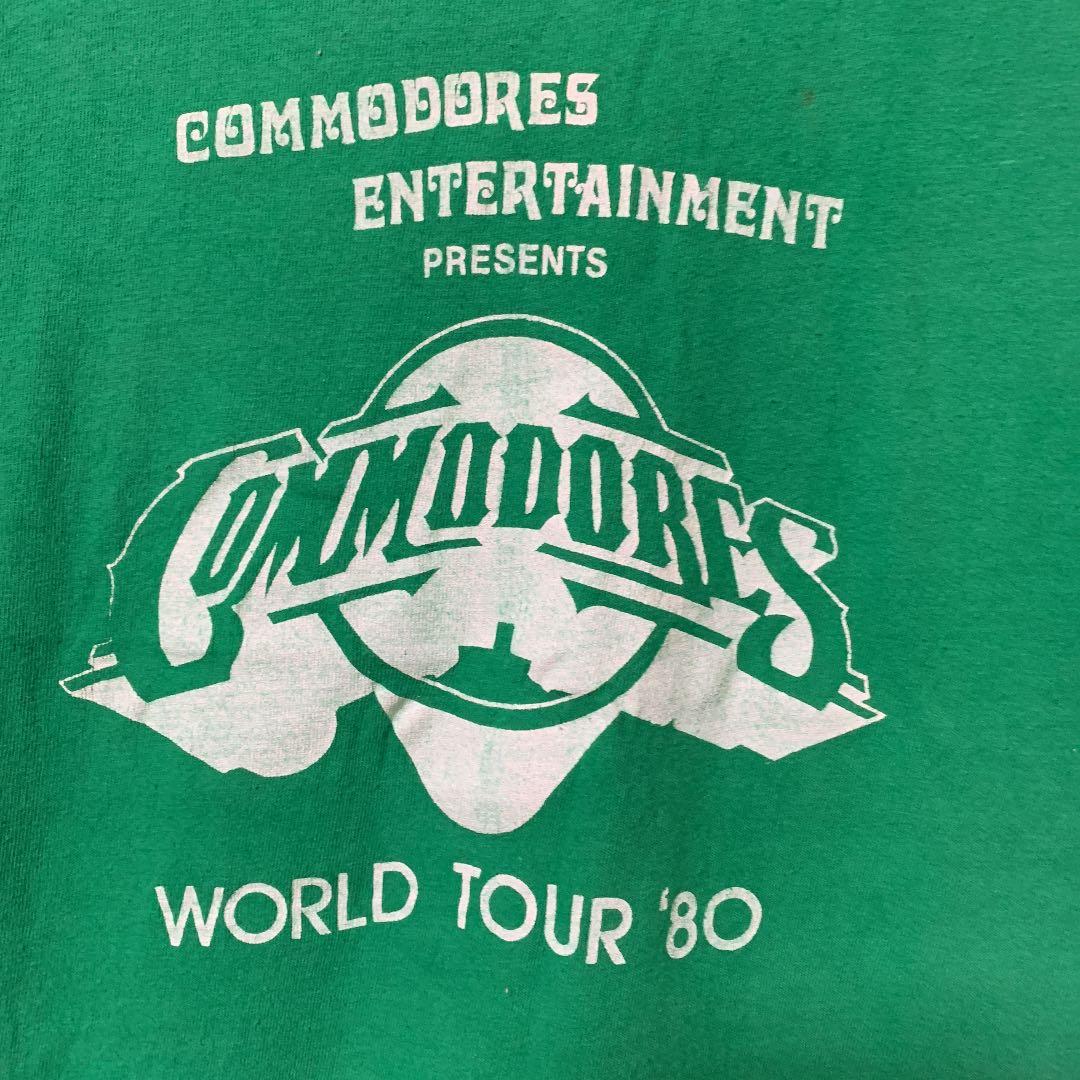 COMMODORES
ENTERTAINMENT
PRESENTS
COMMODORES
WORLD TOUR '80